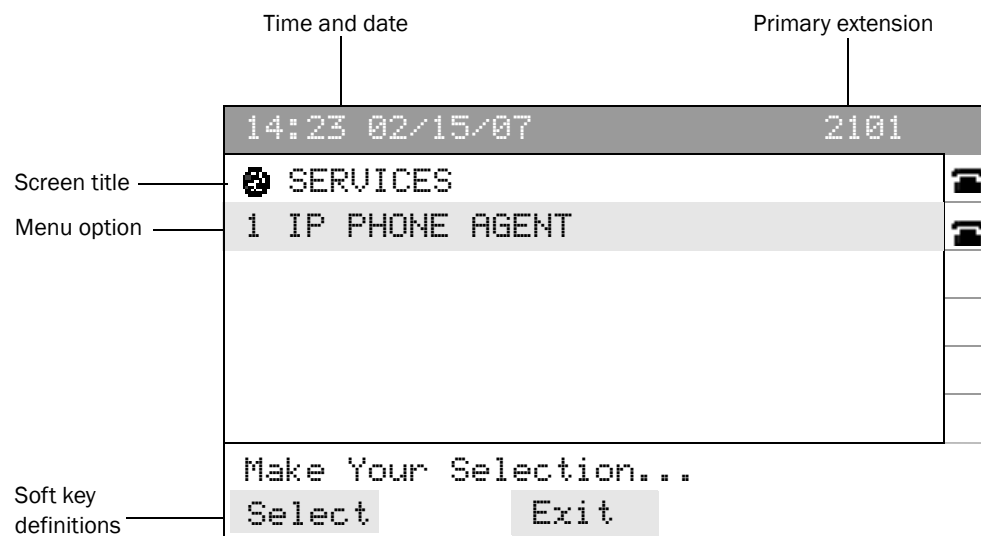 Time and date
Primary extension
14:23 02/15/07 2101
Screen title
SERVICES
Menu option
1 IP PHONE AGENT
Make Your Selection...
Soft key
definitions
Select Exit